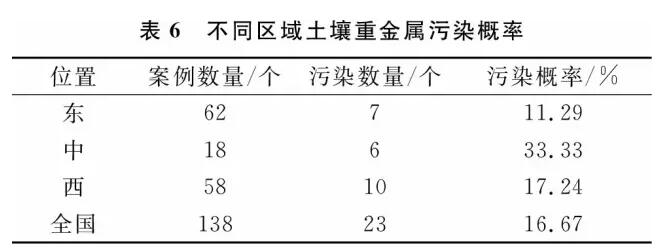 表 6 不同区域土壤重金属污染概率
位置 案例数量/个 污染数量/个 污染概率/%
东 62 7 11.29
中 18 6 33.33
西 58 10 17.24
全国 138 23 16.67